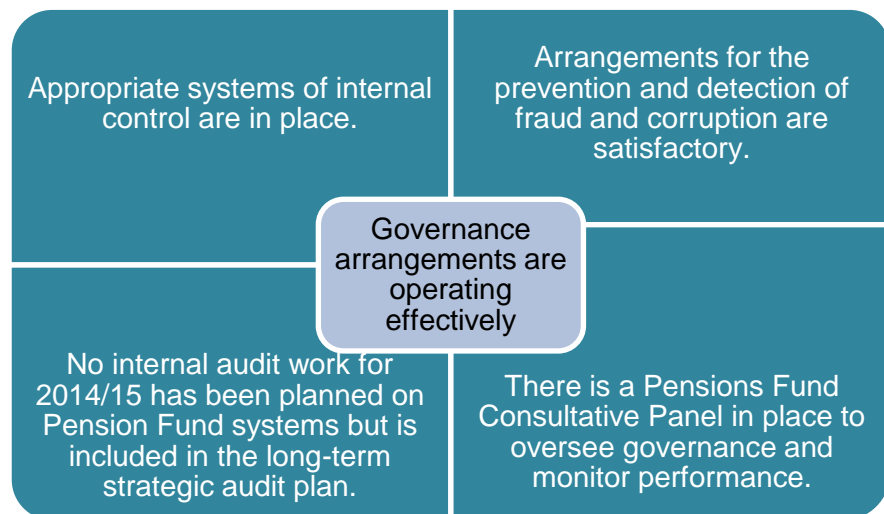 Appropriate systems of internal
control are in place.
Arrangements for the
prevention and detection of
fraud and corruption are
satisfactory.
Governance
arrangements are
operating
effectively
No internal audit work for
2014/15 has been planned on
Pension Fund systems but is
included in the long-term
strategic audit plan.
There is a Pensions Fund
Consultative Panel in place to
oversee governance and
monitor performance.